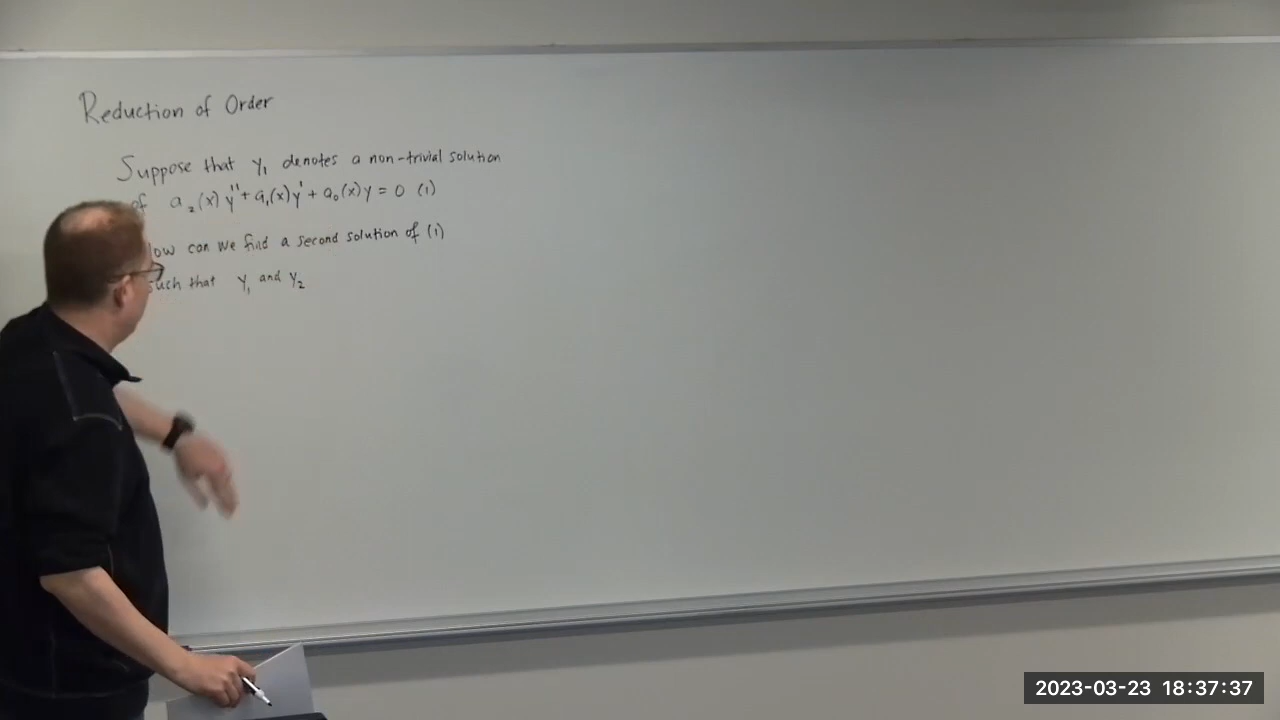 Reduction of Order
Suppose that y₁ denotes a non-trivial solution
of a₂(x)y'' + a₁(x)y' + a₀(x)y = 0 (1)
ow can we find a second solution of (1)
such that y₁ and y₂
2023-03-23 18:37:37